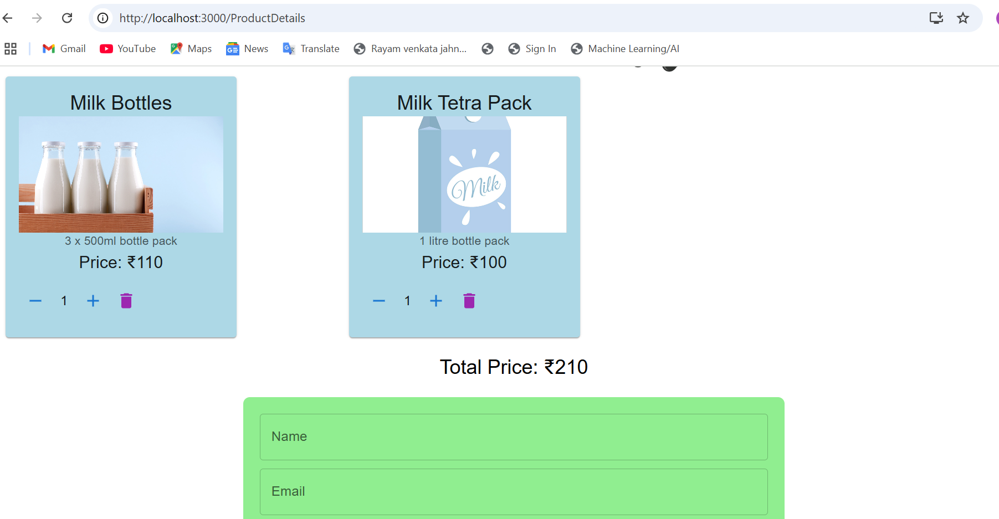 http://localhost:3000/ProductDetails
Gmail
YouTube
Maps
News
Translate
Rayam venkata jahn...
Sign In
Machine Learning/AI
Milk Bottles
3 x 500ml bottle pack
Price: ₹110
1
Milk Tetra Pack
Milk
1 litre bottle pack
Price: ₹100
1
Total Price: ₹210
Name
Email